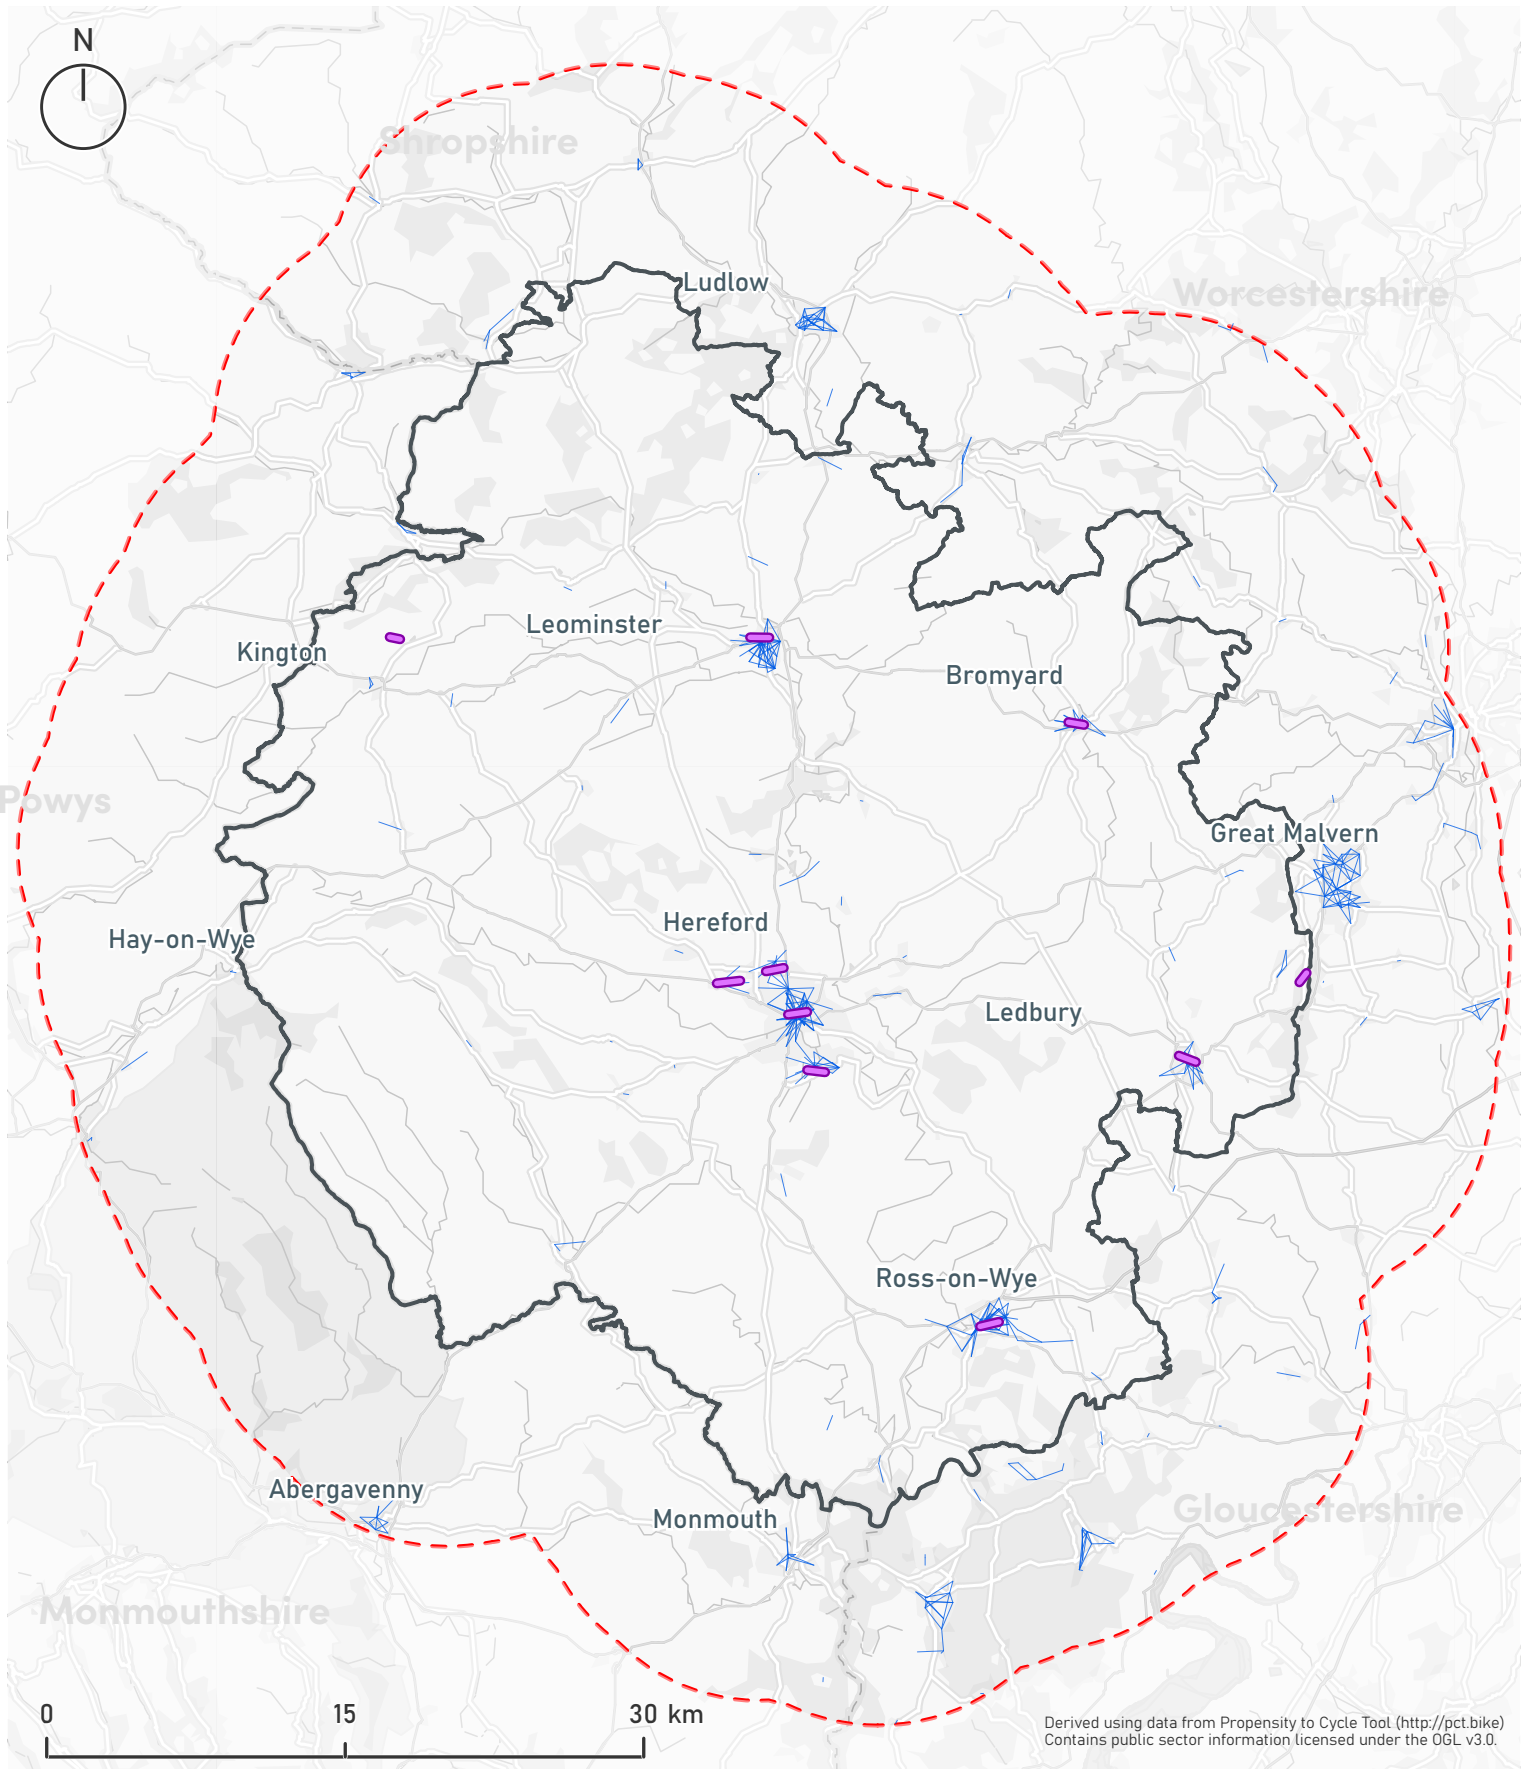 N
Shropshire
Ludlow
Worcestershire
Leominster
Kington
Bromyard
Powys
Great Malvern
Hereford
Hay-on-Wye
Ledbury
Ross-on-Wye
Abergavenny
Monmouth
Gloucestershire
Monmouthshire
0 15 30 km
Derived using data from Propensity to Cycle Tool (http://pct.bike)
Contains public sector information licensed under the OGL v3.0.